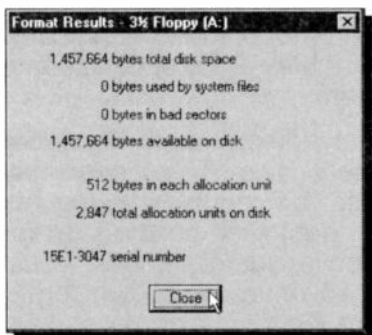 Format Results - 3½ Floppy (A:)
1,457,664 bytes total disk space
0 bytes used by system files
0 bytes in bad sectors
1,457,664 bytes available on disk
512 bytes in each allocation unit
2,847 total allocation units on disk
15E1-3047 serial number
Close